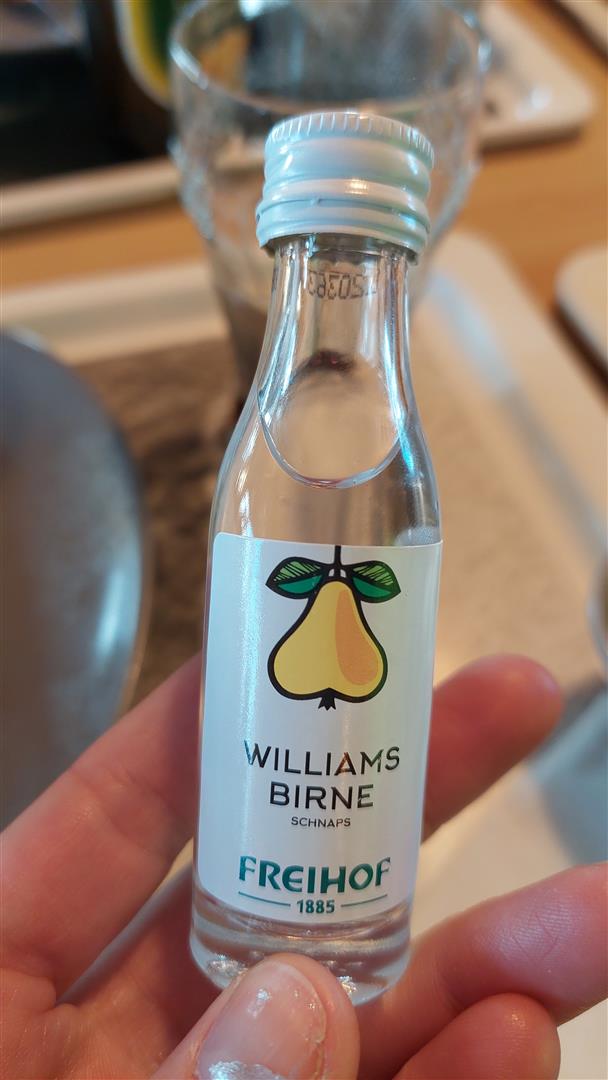 WILLIAMS
BIRNE
SCHNAPS
FREIHOF
1885